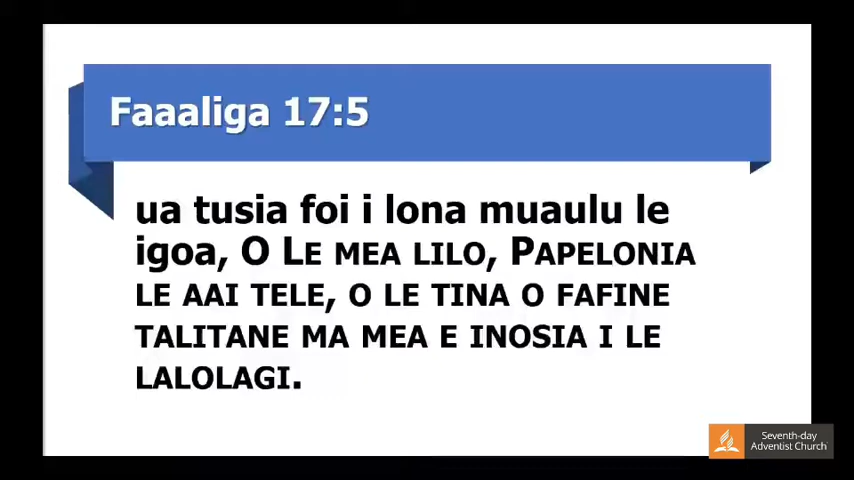 Faaaliga 17:5
ua tusia foi i lona muaulu le
igoa, O LE MEA LILO, PAPELONIA
LE AAI TELE, O LE TINA O FAFINE
TALITANE MA MEA E INOSIA I LE
LALOLAGI.
Seventh-day
Adventist Church